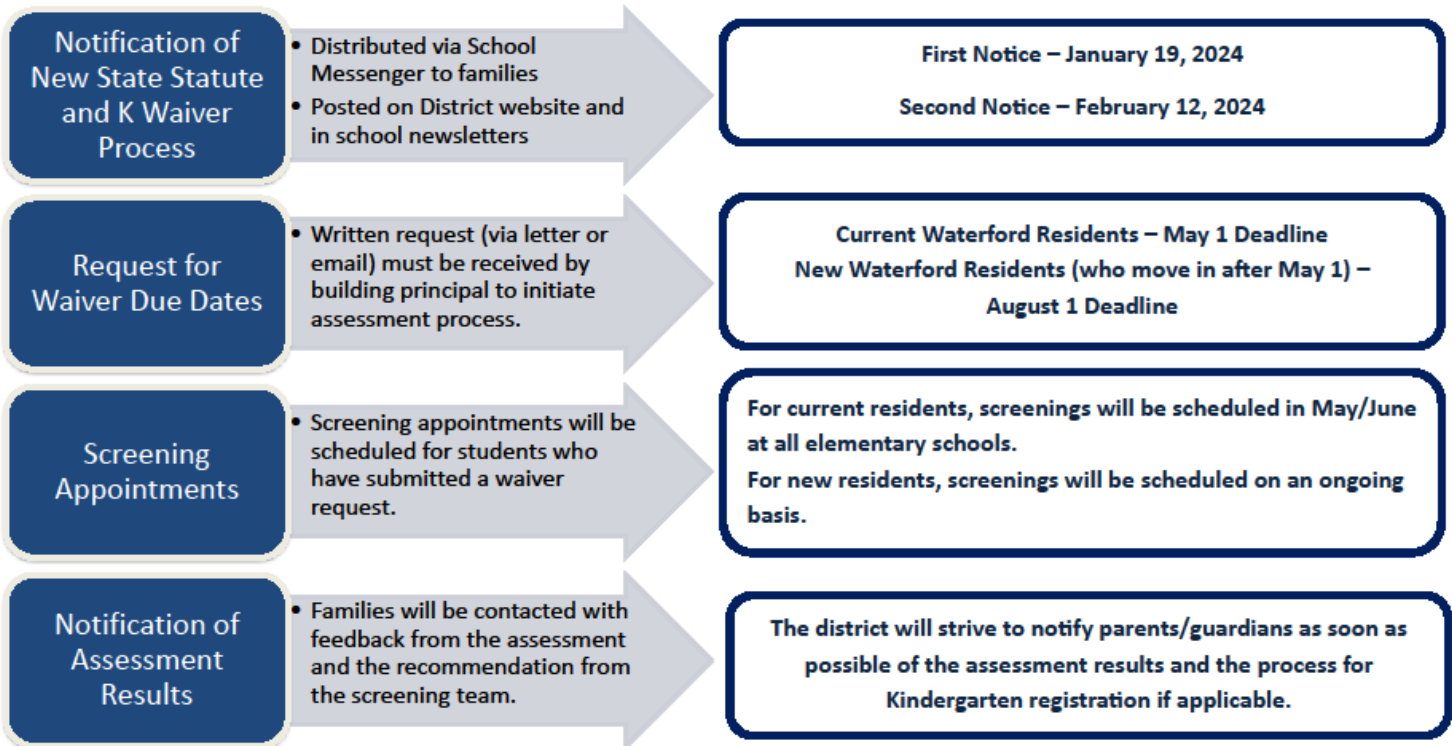 Notification of
New State Statute
and K Waiver
Process
• Distributed via School
Messenger to families
• Posted on District website and
in school newsletters
First Notice – January 19, 2024
Second Notice – February 12, 2024
Request for
Waiver Due Dates
• Written request (via letter or
email) must be received by
building principal to initiate
assessment process.
Current Waterford Residents – May 1 Deadline
New Waterford Residents (who move in after May 1) –
August 1 Deadline
Screening
Appointments
• Screening appointments will be
scheduled for students who
have submitted a waiver
request.
For current residents, screenings will be scheduled in May/June
at all elementary schools.
For new residents, screenings will be scheduled on an ongoing
basis.
Notification of
Assessment
Results
• Families will be contacted with
feedback from the assessment
and the recommendation from
the screening team.
The district will strive to notify parents/guardians as soon as
possible of the assessment results and the process for
Kindergarten registration if applicable.